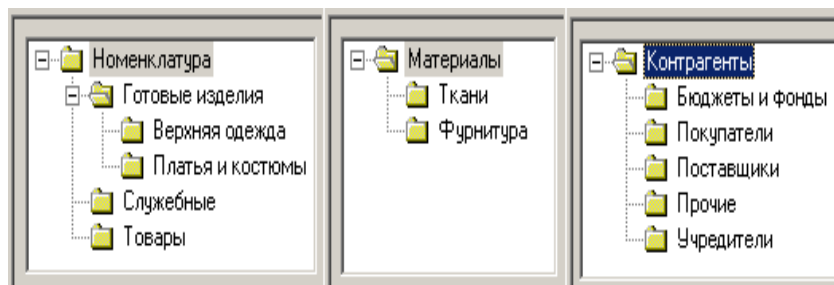 Номенклатура
Готовые изделия
Верхняя одежда
Платья и костюмы
Служебные
Товары
Материалы
Ткани
Фурнитура
Контрагенты
Бюджеты и фонды
Покупатели
Поставщики
Прочие
Учредители